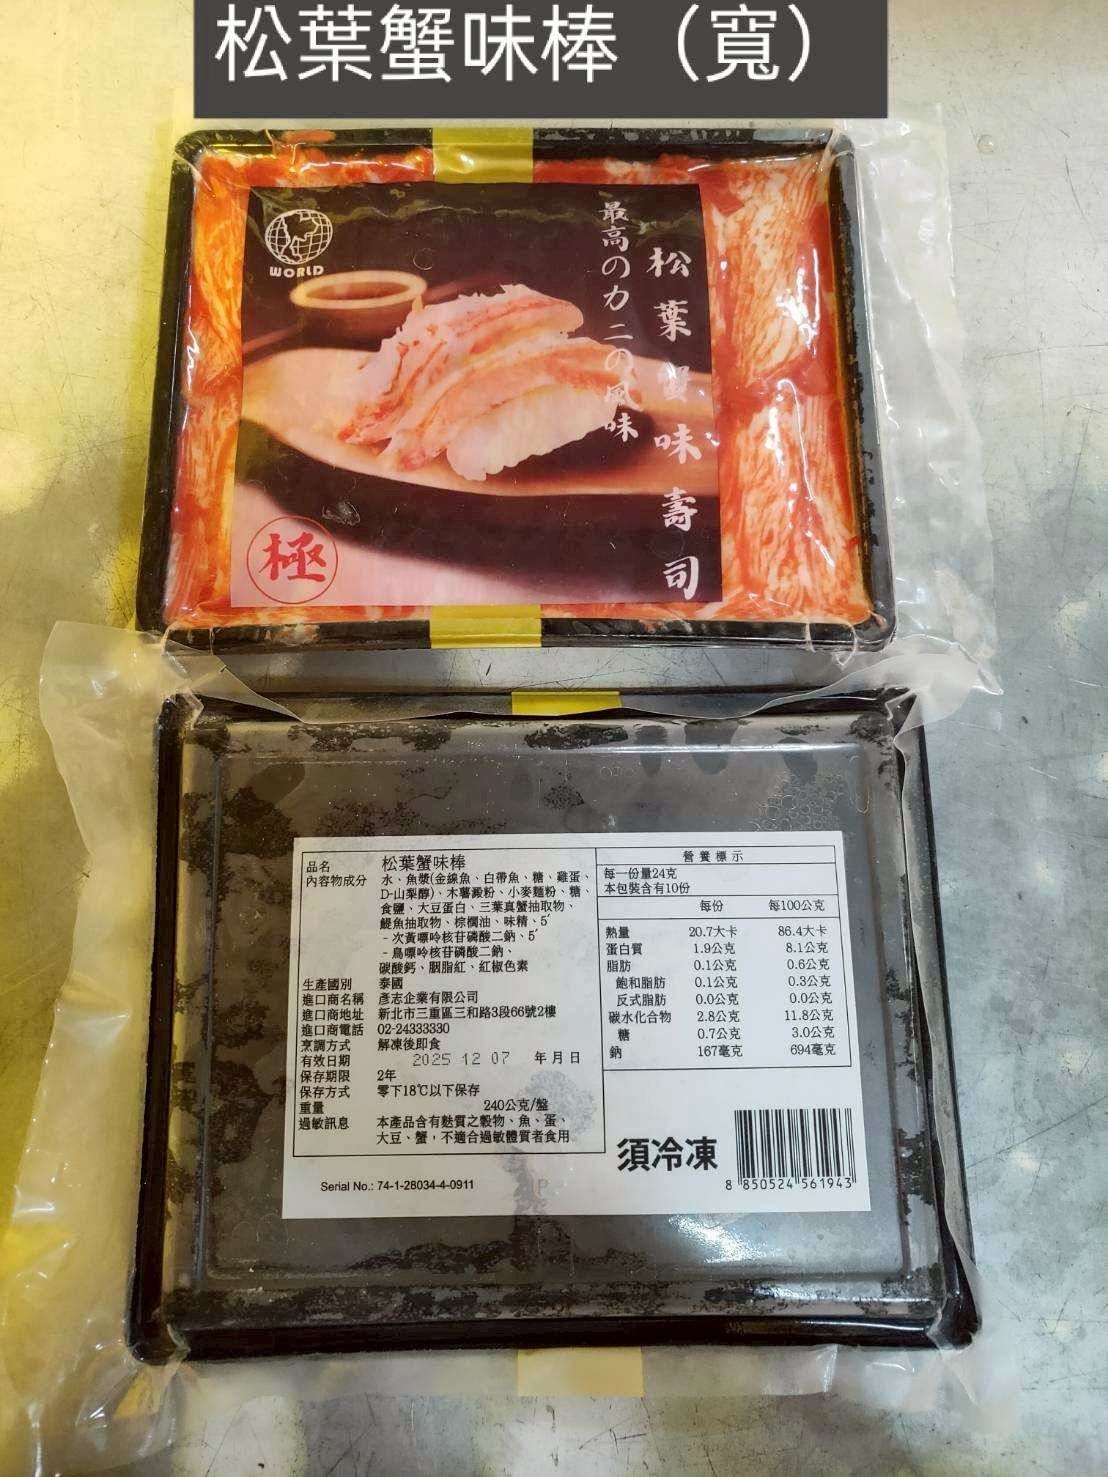 松葉蟹味棒（寬）
WORLD
松葉蟹味壽司
最高のカニの風味
極
品名 松葉蟹味棒
內容物成分 水、魚漿(金線魚、白帶魚、糖、雞蛋、
D-山梨醇)、木薯澱粉、小麥麵粉、糖、
食鹽、大豆蛋白、三葉真蟹抽取物、
鯷魚抽取物、棕櫚油、味精、5´
-次黃嘌呤核苷磷酸二鈉、5´
-鳥嘌呤核苷磷酸二鈉、
碳酸鈣、胭脂紅、紅椒色素
生產國別 泰國
進口商名稱 彥志企業有限公司
進口商地址 新北市三重區三和路3段66號2樓
進口商電話 02-24333330
烹調方式 解凍後即食
有效日期 2025 12 07 年月日
保存期限 2年
保存方式 零下18℃以下保存
重量 240公克/盤
過敏訊息 本產品含有麩質之穀物、魚、蛋、
大豆、蟹，不適合過敏體質者食用
Serial No.: 74-1-28034-4-0911
營養標示
每一份量24克
本包裝含有10份
每份 每100公克
熱量 20.7大卡 86.4大卡
蛋白質 1.9公克 8.1公克
脂肪 0.1公克 0.6公克
飽和脂肪 0.1公克 0.3公克
反式脂肪 0.0公克 0.0公克
碳水化合物 2.8公克 11.8公克
糖 0.7公克 3.0公克
鈉 167毫克 694毫克
須冷凍
8 850524 561943